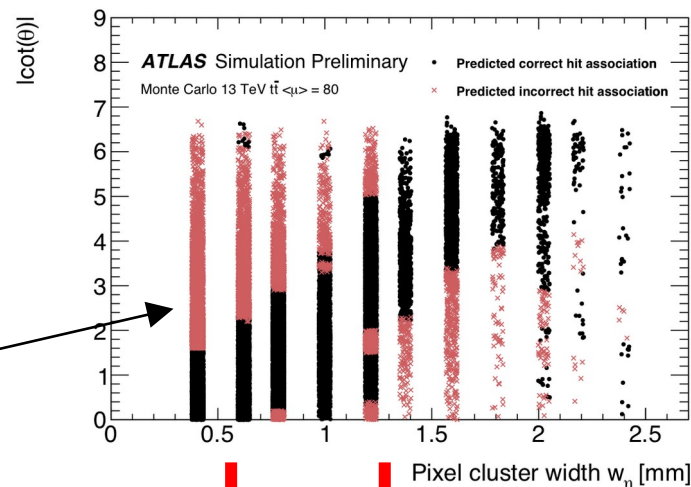 9
|cot(θ)|
ATLAS Simulation Preliminary
Monte Carlo 13 TeV tt̄ <μ> = 80
Predicted correct hit association
Predicted incorrect hit association
8
7
6
5
4
3
2
1
0
0 0.5 1 1.5 2 2.5
Pixel cluster width wη [mm]